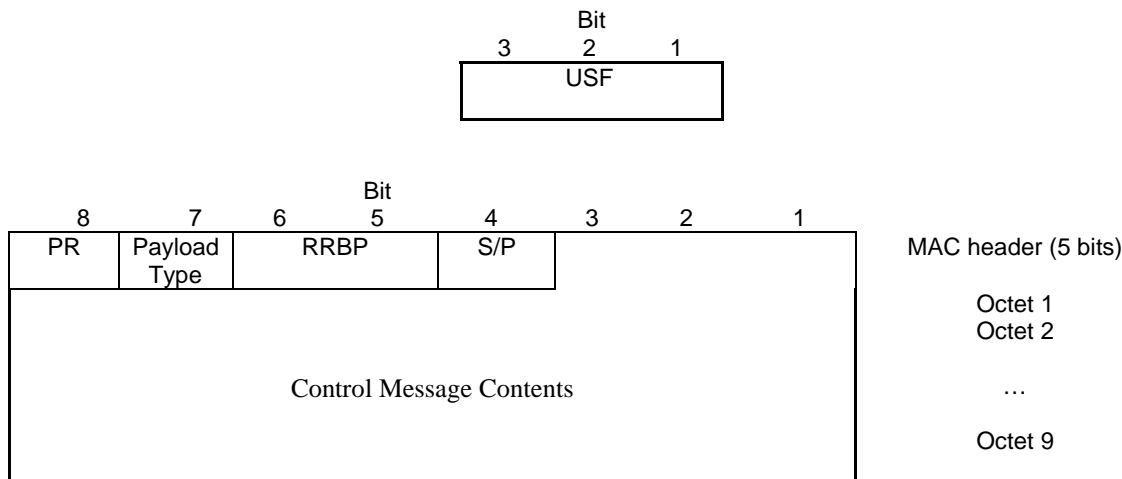 Bit
3 2 1
USF
Bit
8 7 6 5 4 3 2 1
PR Payload Type RRBP S/P MAC header (5 bits)
Octet 1
Octet 2
Control Message Contents …
Octet 9